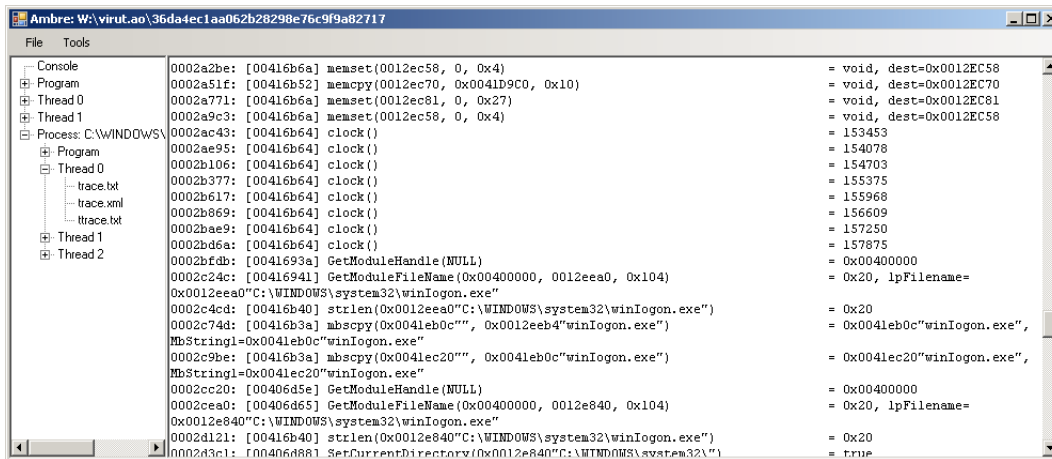 Ambre: W:\virut.ao\36da4ec1aa062b28298e76c9f9a82717
File Tools
Console
Program
Thread 0
Thread 1
Process: C:\WINDOWS\
Program
Thread 0
trace.txt
trace.xml
ttrace.txt
Thread 1
Thread 2
0002a2be: [00416b6a] memset(0012ec58, 0, 0x4) = void, dest=0x0012EC58
0002a51f: [00416b52] memcpy(0012ec70, 0x0041D9C0, 0x10) = void, dest=0x0012EC70
0002a771: [00416b6a] memset(0012ec81, 0, 0x27) = void, dest=0x0012EC81
0002a9c3: [00416b6a] memset(0012ec58, 0, 0x4) = void, dest=0x0012EC58
0002ac43: [00416b64] clock() = 153453
0002ae95: [00416b64] clock() = 154078
0002b106: [00416b64] clock() = 154703
0002b377: [00416b64] clock() = 155375
0002b617: [00416b64] clock() = 155968
0002b869: [00416b64] clock() = 156609
0002bae9: [00416b64] clock() = 157250
0002bd6a: [00416b64] clock() = 157875
0002bfdb: [0041693a] GetModuleHandle(NULL) = 0x00400000
0002c24c: [00416941] GetModuleFileName(0x00400000, 0012eea0, 0x104) = 0x20, lpFilename=
0x0012eea0"C:\WINDOWS\system32\winIogon.exe"
0002c4cd: [00416b40] strlen(0x0012eea0"C:\WINDOWS\system32\winIogon.exe") = 0x20
0002c74d: [00416b3a] mbscpy(0x0041eb0c"", 0x0012eeb4"winIogon.exe") = 0x0041eb0c"winIogon.exe",
MbString1=0x0041eb0c"winIogon.exe"
0002c9be: [00416b3a] mbscpy(0x0041ec20"", 0x0041eb0c"winIogon.exe") = 0x0041ec20"winIogon.exe",
MbString1=0x0041ec20"winIogon.exe"
0002cc20: [00406d5e] GetModuleHandle(NULL) = 0x00400000
0002cea0: [00406d65] GetModuleFileName(0x00400000, 0012e840, 0x104) = 0x20, lpFilename=
0x0012e840"C:\WINDOWS\system32\winIogon.exe"
0002d121: [00416b40] strlen(0x0012e840"C:\WINDOWS\system32\winIogon.exe") = 0x20
0002d3c1: [00406d88] SetCurrentDirectory(0x0012e840"C:\WINDOWS\system32\") = true